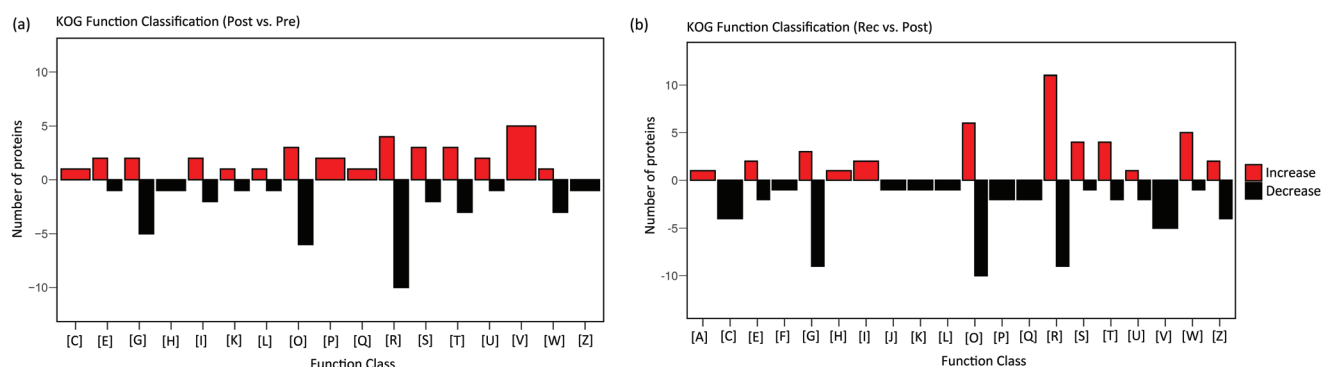 (a) KOG Function Classification (Post vs. Pre)
Number of proteins
10
5
0
−5
−10
[C] [E] [G] [H] [I] [K] [L] [O] [P] [Q] [R] [S] [T] [U] [V] [W] [Z]
Function Class
(b) KOG Function Classification (Rec vs. Post)
Number of proteins
10
5
0
-5
-10
[A] [C] [E] [F] [G] [H] [I] [J] [K] [L] [O] [P] [Q] [R] [S] [T] [U] [V] [W] [Z]
Function Class
Increase
Decrease